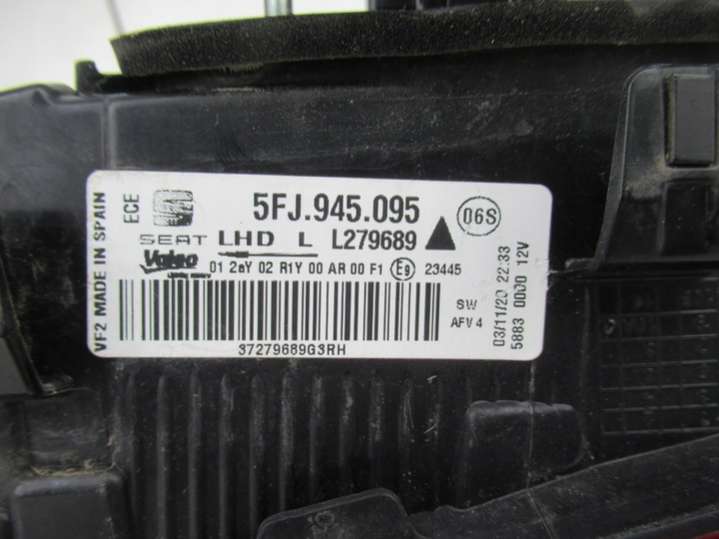 VF2 MADE IN SPAIN
ECE
SEAT
5FJ.945.095
06S
LHD L L279689
Valeo
01 2aY 02 R1Y 00 AR 00 F1 E9 23445
SW
AFV 4
37279689G3RH
03/11/20 22:33
5883 0000 12V